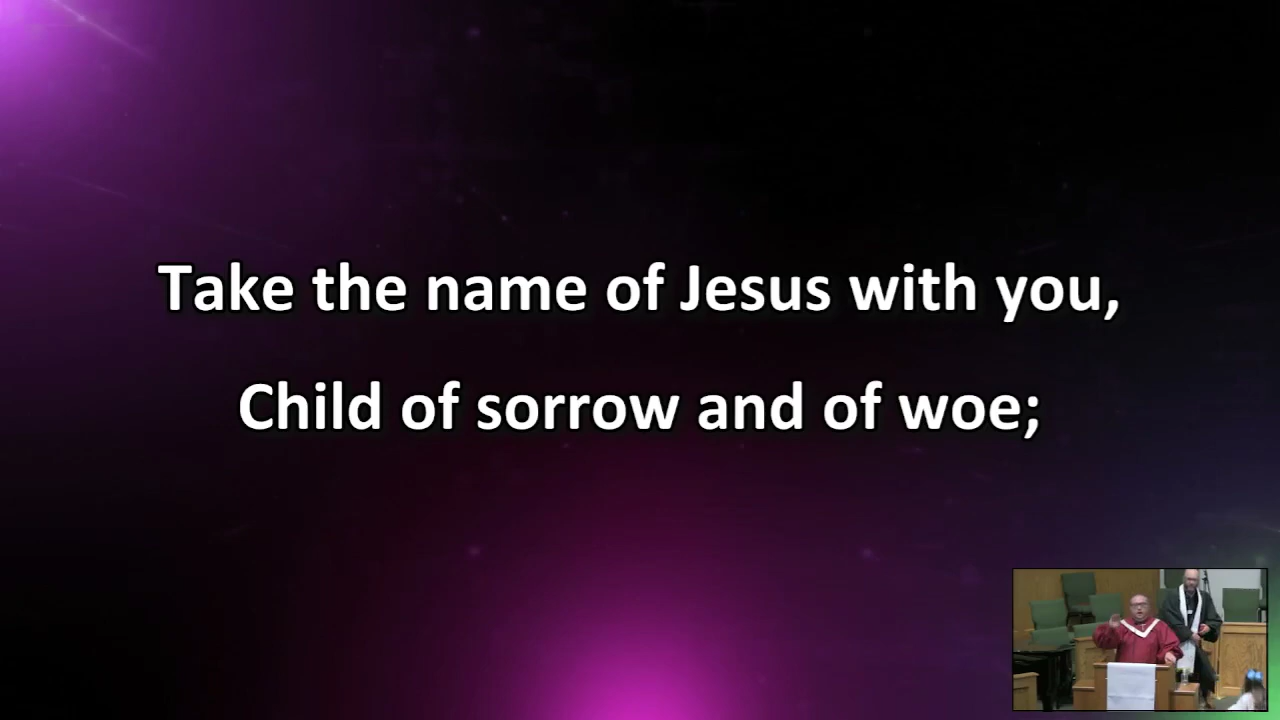 Take the name of Jesus with you,
Child of sorrow and of woe;